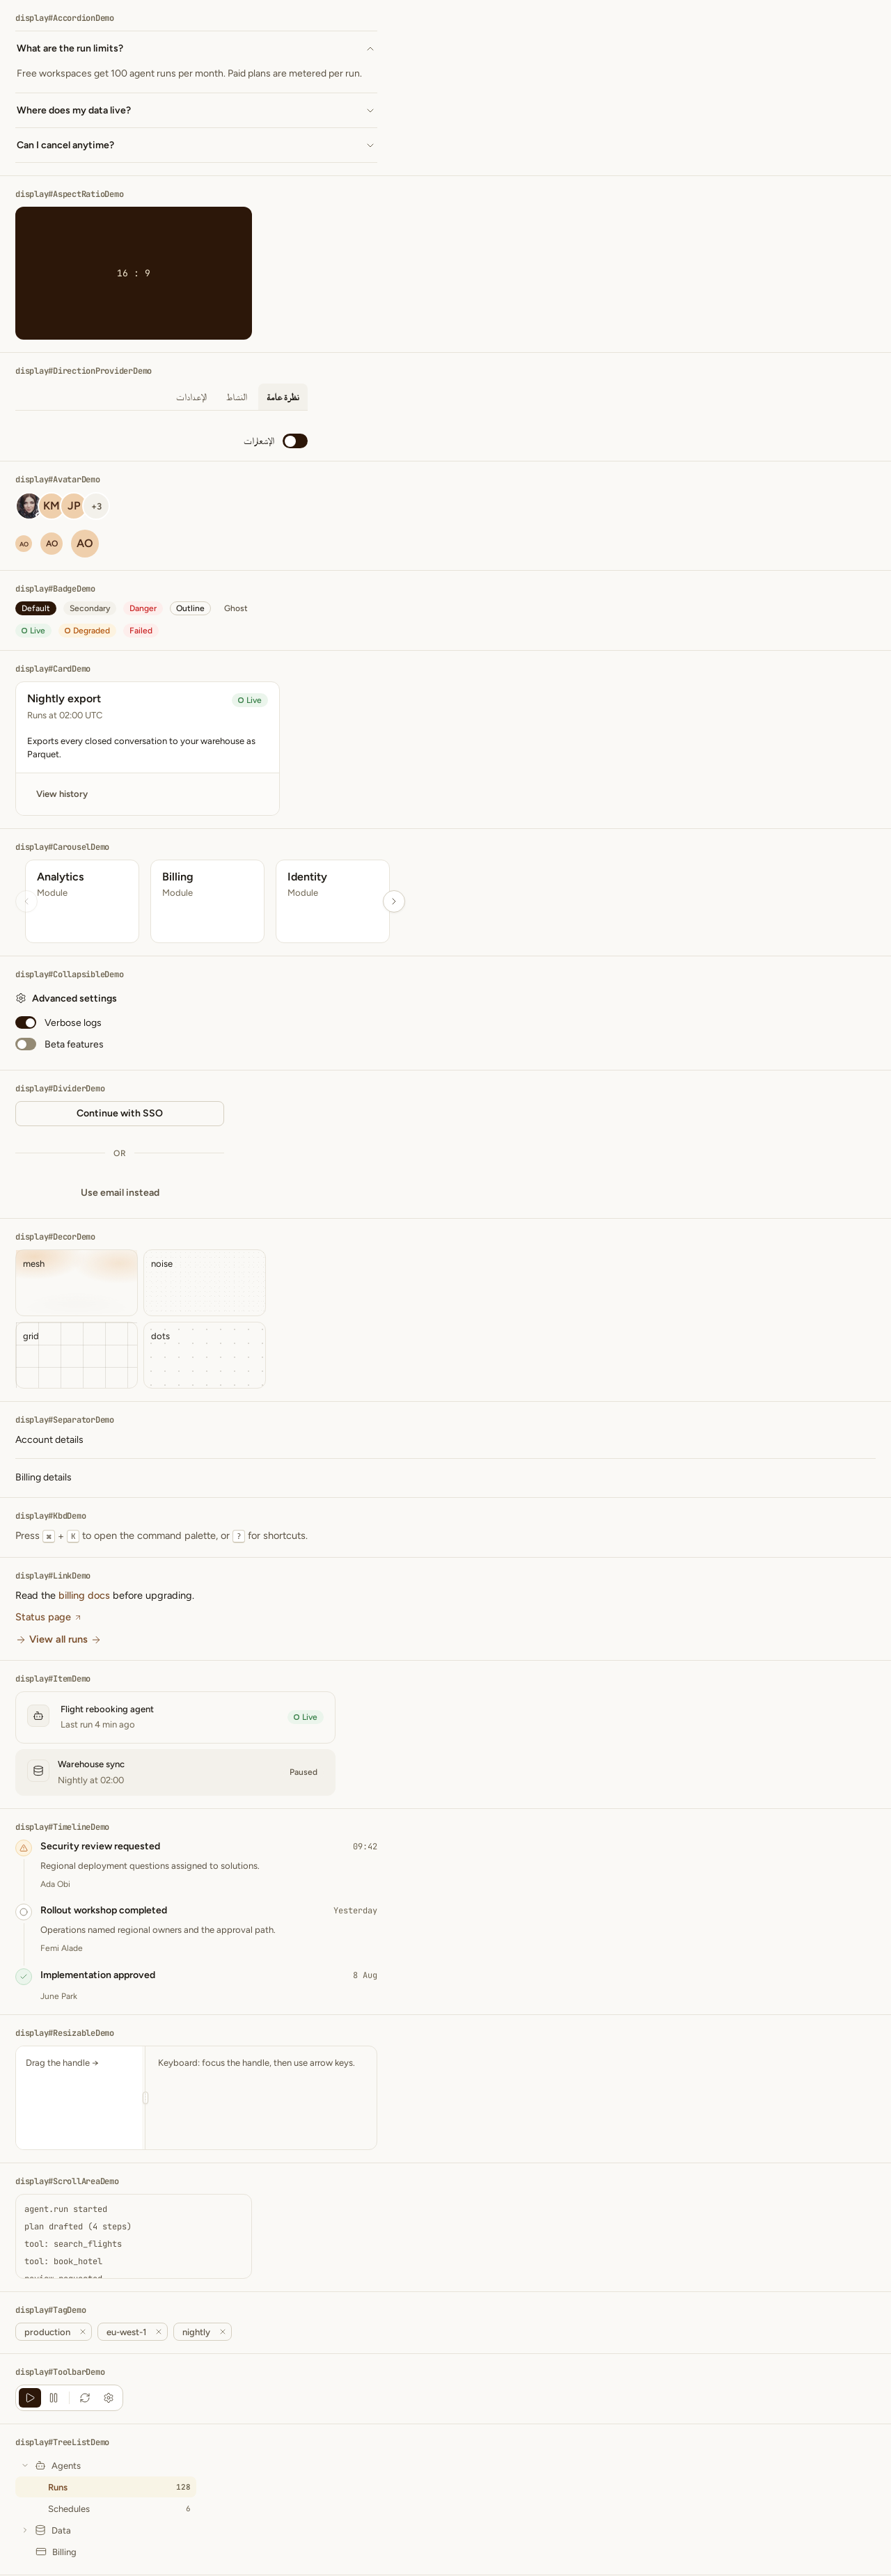 display#AccordionDemo
What are the run limits?
Free workspaces get 100 agent runs per month. Paid plans are metered per run.
Where does my data live?
Can I cancel anytime?
display#AspectRatioDemo
16 : 9
display#DirectionProviderDemo
نظرة عامة النشاط الإعدادات
الإشعارات
display#AvatarDemo
KM JP +3
AO AO AO
display#BadgeDemo
Default Secondary Danger Outline Ghost
Live Degraded Failed
display#CardDemo
Nightly export Live
Runs at 02:00 UTC
Exports every closed conversation to your warehouse as
Parquet.
View history
display#CarouselDemo
Analytics Billing Identity
Module Module Module
display#CollapsibleDemo
Advanced settings
Verbose logs
Beta features
display#DividerDemo
Continue with SSO
OR
Use email instead
display#DecorDemo
mesh noise
grid dots
display#SeparatorDemo
Account details
Billing details
display#KbdDemo
Press ⌘ + K to open the command palette, or ? for shortcuts.
display#LinkDemo
Read the billing docs before upgrading.
Status page
→ View all runs →
display#ItemDemo
Flight rebooking agent
Last run 4 min ago Live
Warehouse sync
Nightly at 02:00 Paused
display#TimelineDemo
Security review requested 09:42
Regional deployment questions assigned to solutions.
Ada Obi
Rollout workshop completed Yesterday
Operations named regional owners and the approval path.
Femi Alade
Implementation approved 8 Aug
June Park
display#ResizableDemo
Drag the handle → Keyboard: focus the handle, then use arrow keys.
display#ScrollAreaDemo
agent.run started
plan drafted (4 steps)
tool: search_flights
tool: book_hotel
display#TagDemo
production eu-west-1 nightly
display#ToolbarDemo
display#TreeListDemo
Agents
Runs 128
Schedules 6
Data
Billing